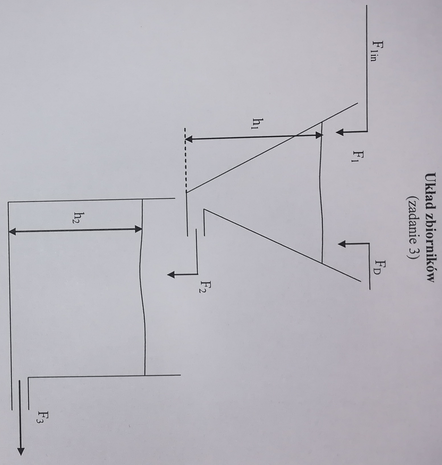 Układ zbiorników
(zadanie 3)
F1in
F1
FD
h1
F2
h2
F3